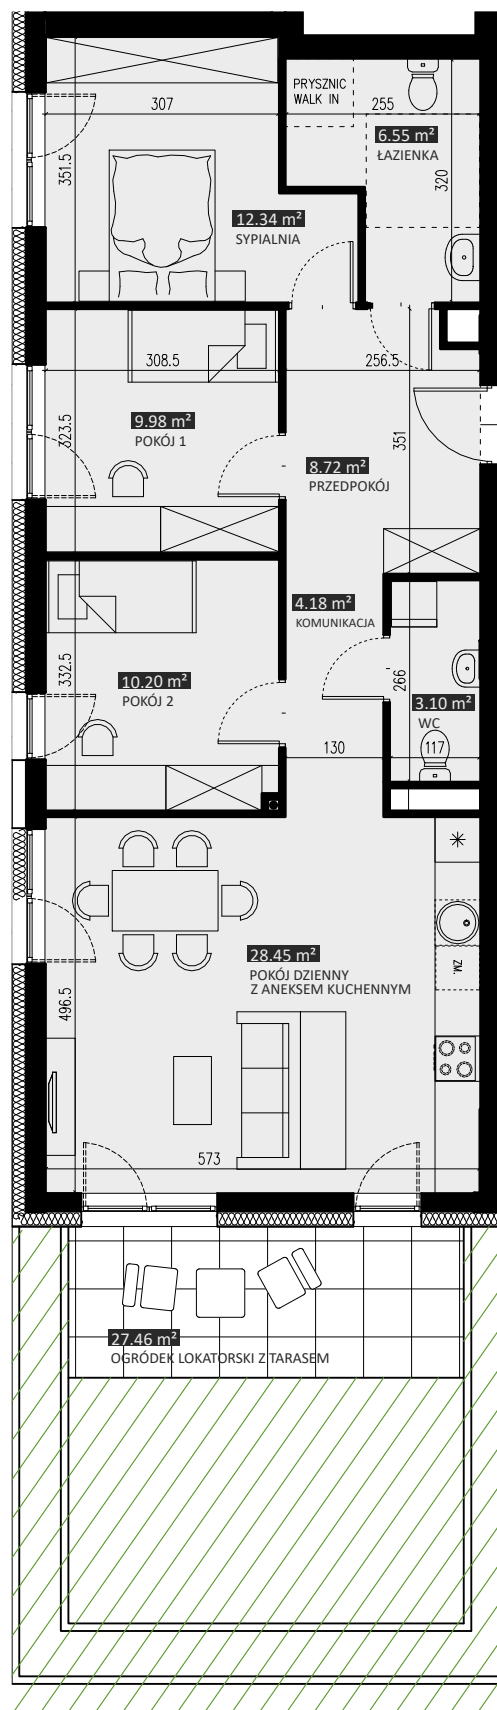 PRYSZNIC
WALK IN
307
255
6.55 m²
ŁAZIENKA
351.5
320
12.34 m²
SYPIALNIA
308.5
256.5
9.98 m²
POKÓJ 1
323.5
351
8.72 m²
PRZEDPOKÓJ
4.18 m²
KOMUNIKACJA
332.5
10.20 m²
POKÓJ 2
266
3.10 m²
WC
130
117
28.45 m²
POKÓJ DZIENNY
Z ANEKSEM KUCHENNYM
ZM.
496.5
573
27.46 m²
OGRÓDEK LOKATORSKI Z TARASEM